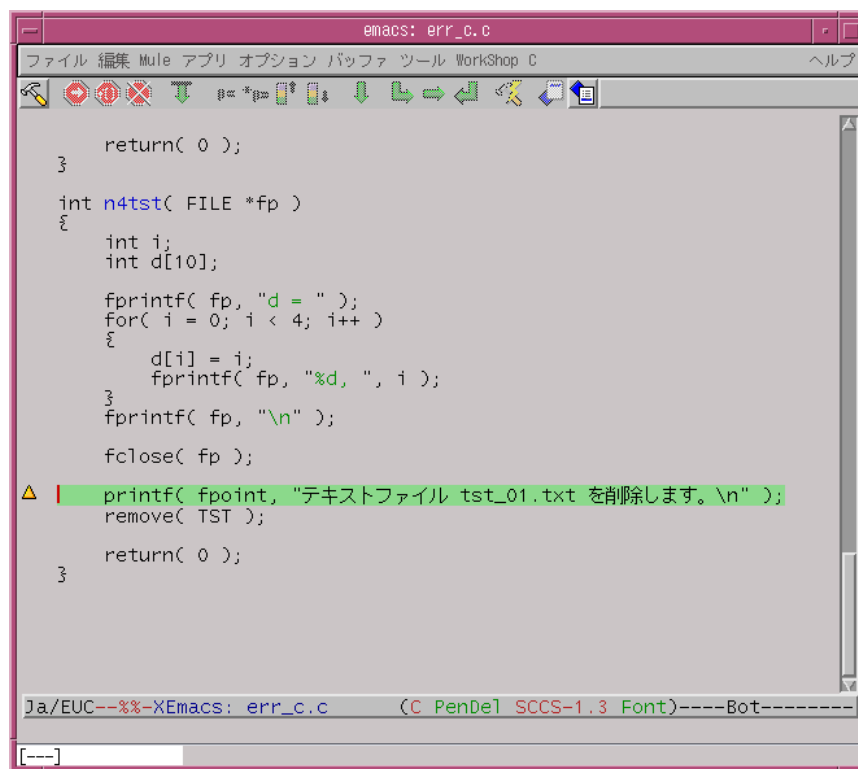 emacs: err_c.c
ファイル 編集 Mule アプリ オプション バッファ ツール WorkShop C ヘルプ
return( 0 );
}
int n4tst( FILE *fp )
{
int i;
int d[10];
fprintf( fp, "d = " );
for( i = 0; i < 4; i++ )
{
d[i] = i;
fprintf( fp, "%d, ", i );
}
fprintf( fp, "\n" );
fclose( fp );
printf( fpoint, "テキストファイル tst_01.txt を削除します。\n" );
remove( TST );
return( 0 );
}
Ja/EUC--%%-XEmacs: err_c.c (C PenDel SCCS-1.3 Font)----Bot--------
[---]